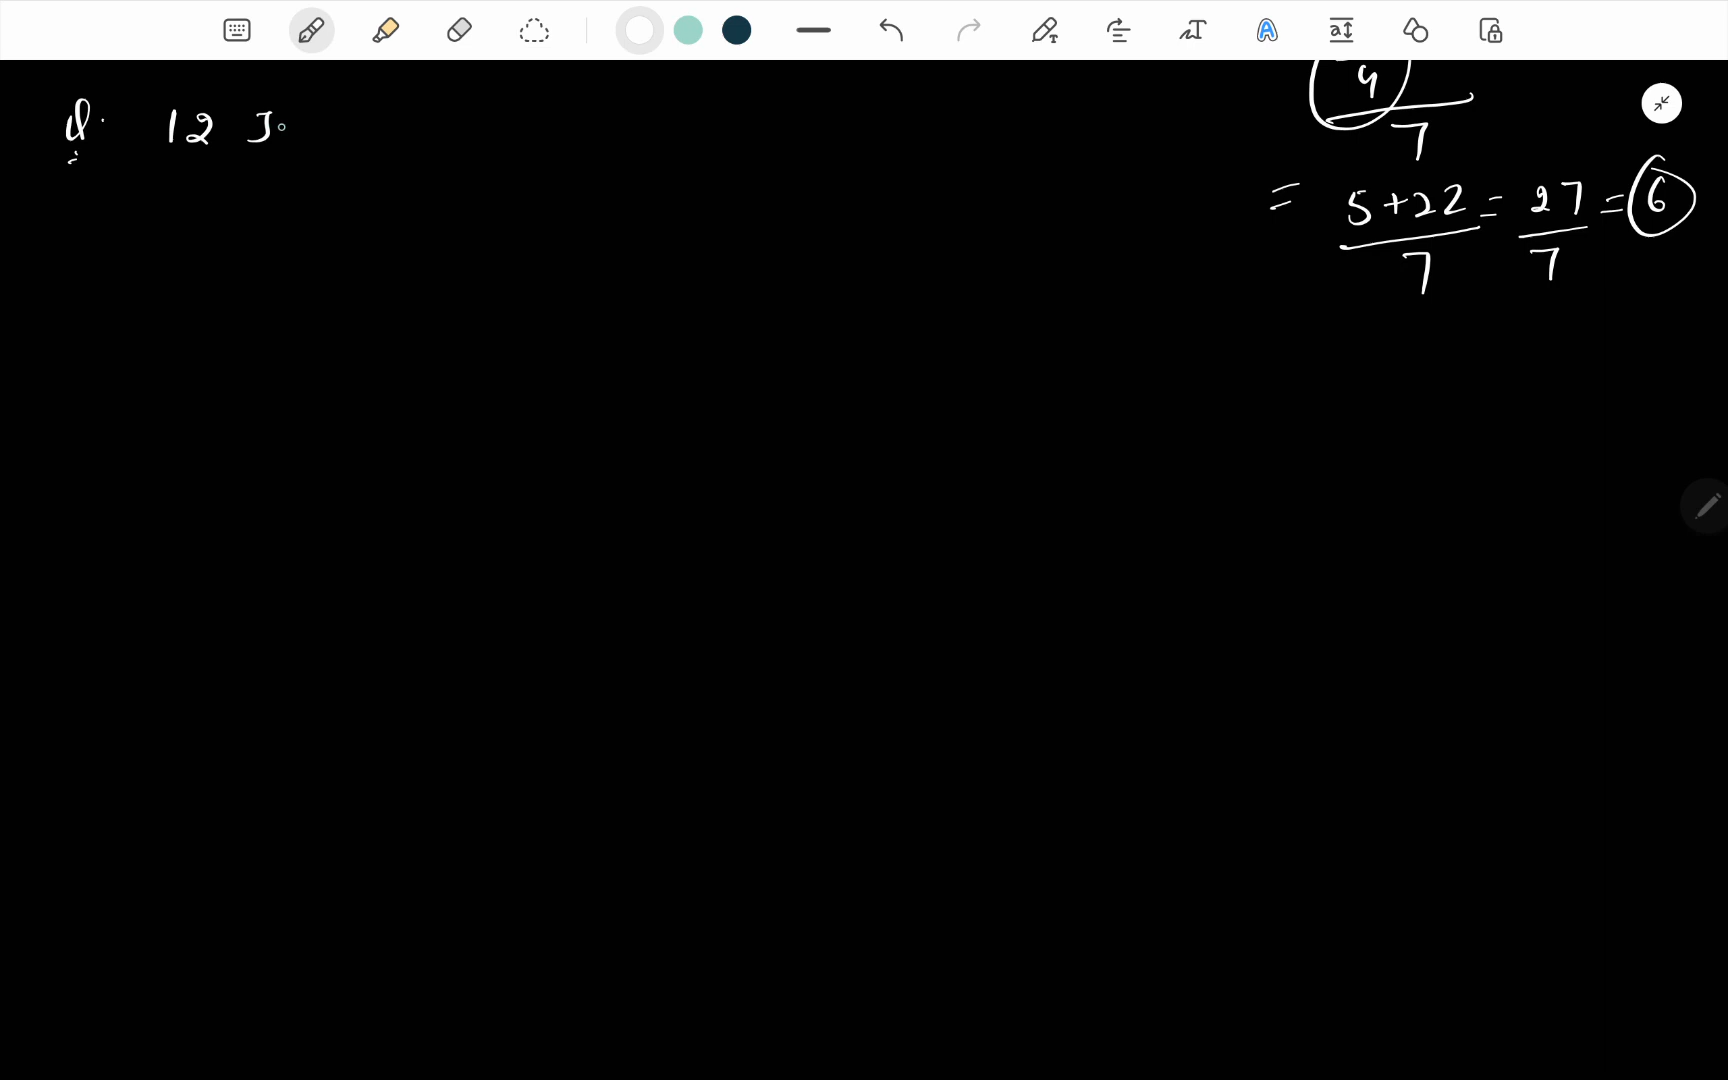 Q. 12 J
4
7
= 5+22 = 27 = 6
7 7